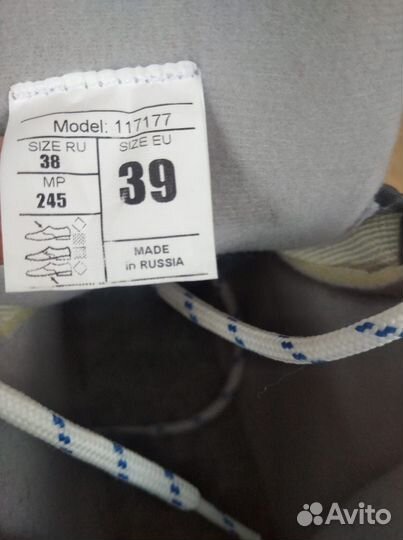 Model: 117177
SIZE RU
38
MP
245
SIZE EU
39
MADE
in RUSSIA
Avito